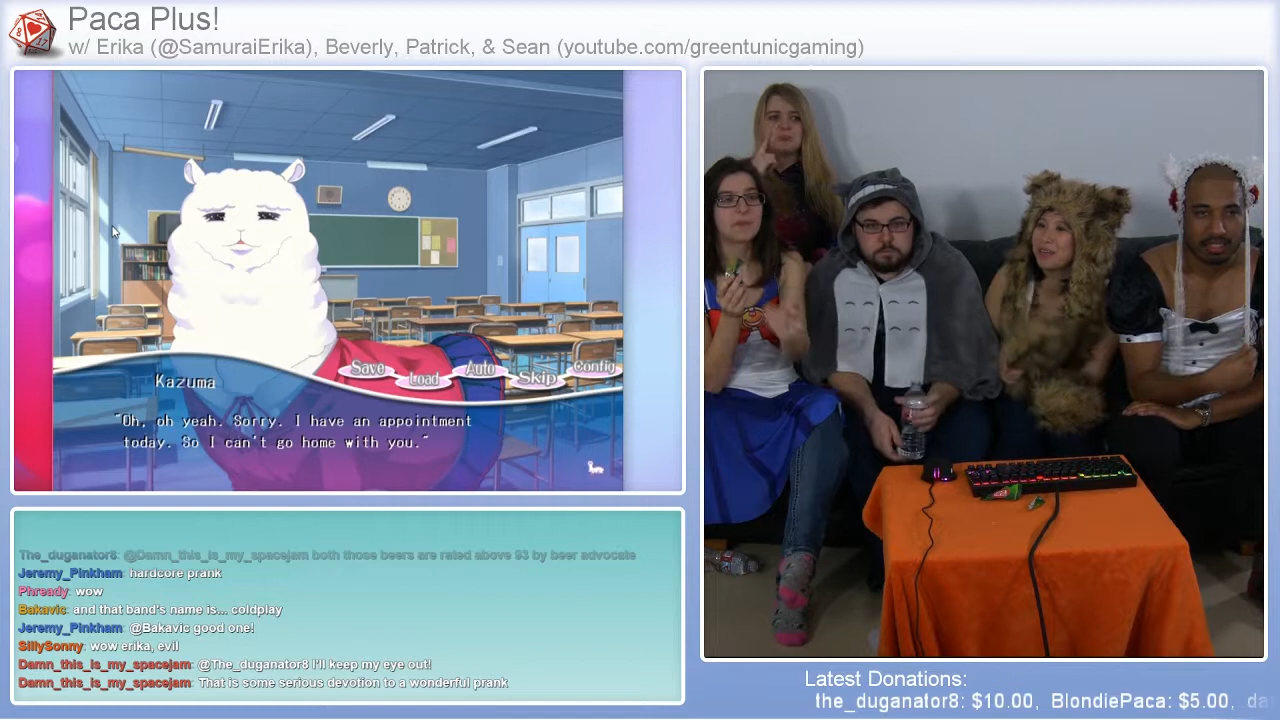 Paca Plus!
w/ Erika (@SamuraiErika), Beverly, Patrick, & Sean (youtube.com/greentunicgaming)
Save
Load
Auto
Skip
Config
Kazuma
"Oh, oh yeah. Sorry. I have an appointment
today. So I can't go home with you."
The_duganator8: @Damn_this_is_my_spacejam both those beers are rated above 93 by beer advocate
Jeremy_Pinkham: hardcore prank
Phready: wow
Bakavic: and that band's name is... coldplay
Jeremy_Pinkham: @Bakavic good one!
SillySonny: wow erika, evil
Damn_this_is_my_spacejam: @The_duganator8 I'll keep my eye out!
Damn_this_is_my_spacejam: That is some serious devotion to a wonderful prank
Latest Donations:
the_duganator8: $10.00, BlondiePaca: $5.00, da